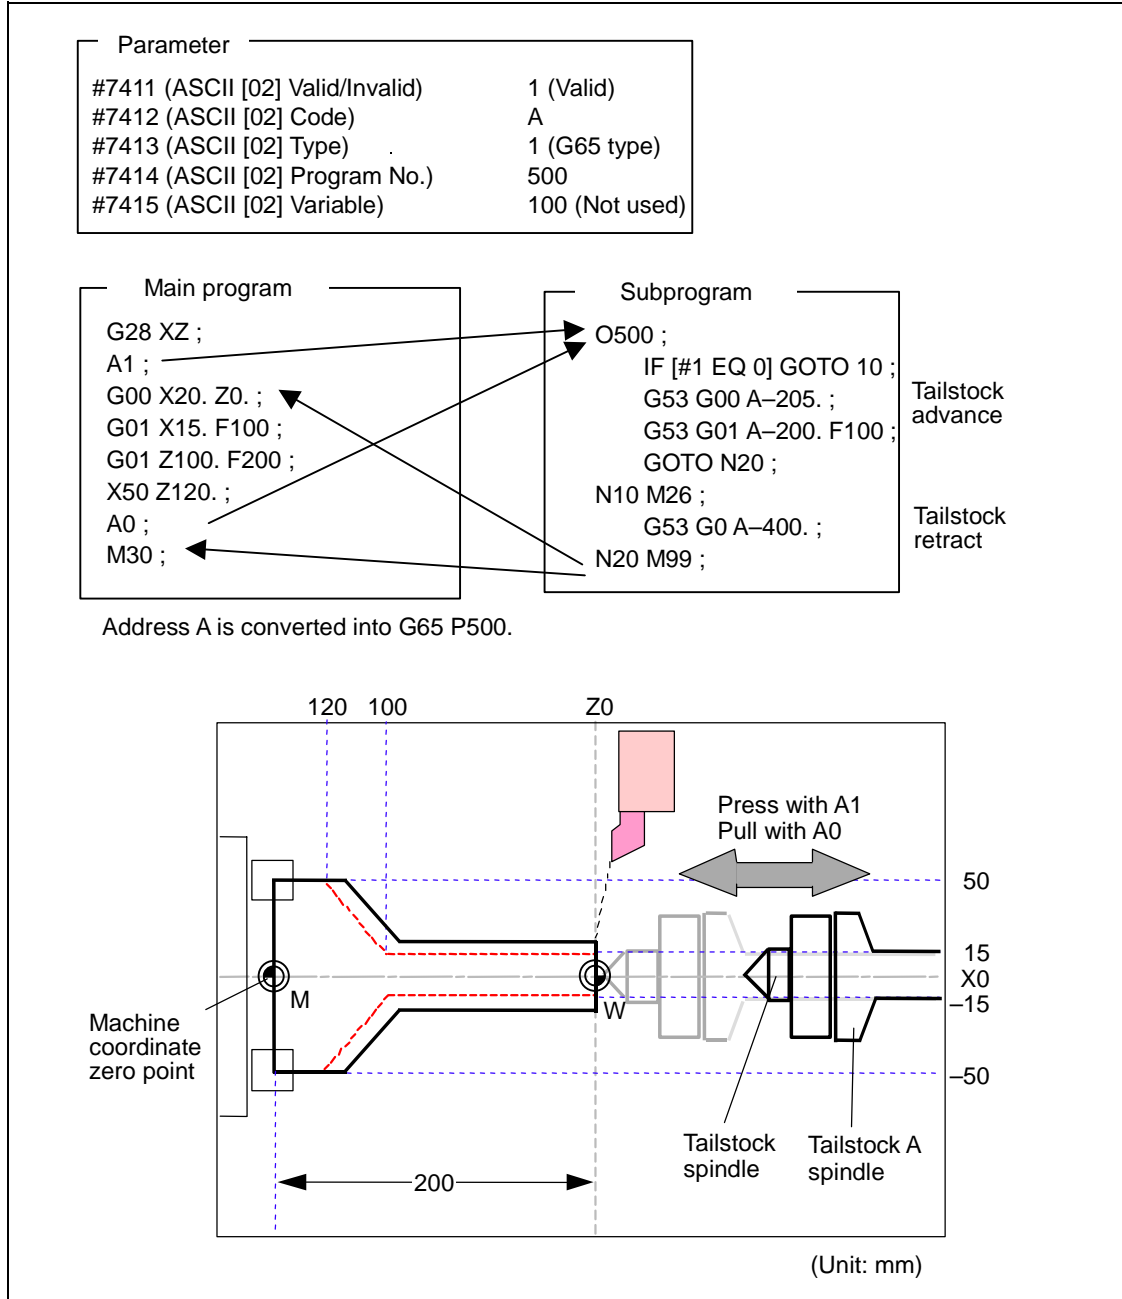 Parameter
#7411 (ASCII [02] Valid/Invalid) 1 (Valid)
#7412 (ASCII [02] Code) A
#7413 (ASCII [02] Type) . 1 (G65 type)
#7414 (ASCII [02] Program No.) 500
#7415 (ASCII [02] Variable) 100 (Not used)
Main program
G28 XZ ;
A1 ;
G00 X20. Z0. ;
G01 X15. F100 ;
G01 Z100. F200 ;
X50 Z120. ;
A0 ;
M30 ;
Subprogram
O500 ;
IF [#1 EQ 0] GOTO 10 ;
G53 G00 A–205. ;
G53 G01 A–200. F100 ;
GOTO N20 ;
N10 M26 ;
G53 G0 A–400. ;
N20 M99 ;
Tailstock
advance
Tailstock
retract
Address A is converted into G65 P500.
120 100 Z0
Press with A1
Pull with A0
50
15
X0
–15
–50
M
W
Machine
coordinate
zero point
Tailstock
spindle
Tailstock A
spindle
200
(Unit: mm)